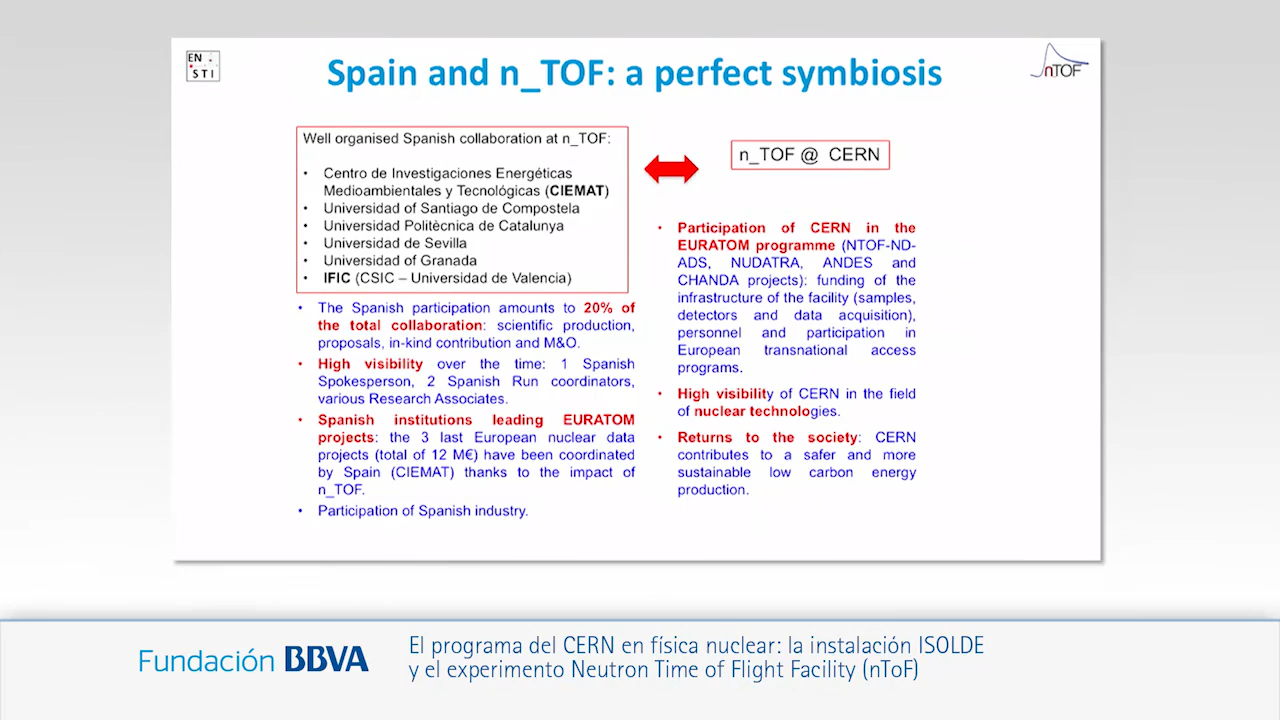 EN
STI
Spain and n_TOF: a perfect symbiosis
nTOF
Well organised Spanish collaboration at n_TOF:
• Centro de Investigaciones Energéticas
Medioambientales y Tecnológicas (CIEMAT)
• Universidad of Santiago de Compostela
• Universidad Politècnica de Catalunya
• Universidad de Sevilla
• Universidad of Granada
• IFIC (CSIC – Universidad de Valencia)
• The Spanish participation amounts to 20% of
the total collaboration: scientific production,
proposals, in-kind contribution and M&O.
• High visibility over the time: 1 Spanish
Spokesperson, 2 Spanish Run coordinators,
various Research Associates.
• Spanish institutions leading EURATOM
projects: the 3 last European nuclear data
projects (total of 12 M€) have been coordinated
by Spain (CIEMAT) thanks to the impact of
n_TOF.
• Participation of Spanish industry.
n_TOF @ CERN
• Participation of CERN in the
EURATOM programme (NTOF-ND-
ADS, NUDATRA, ANDES and
CHANDA projects): funding of the
infrastructure of the facility (samples,
detectors and data acquisition),
personnel and participation in
European transnational access
programs.
• High visibility of CERN in the field
of nuclear technologies.
• Returns to the society: CERN
contributes to a safer and more
sustainable low carbon energy
production.
Fundación BBVA
El programa del CERN en física nuclear: la instalación ISOLDE
y el experimento Neutron Time of Flight Facility (nToF)